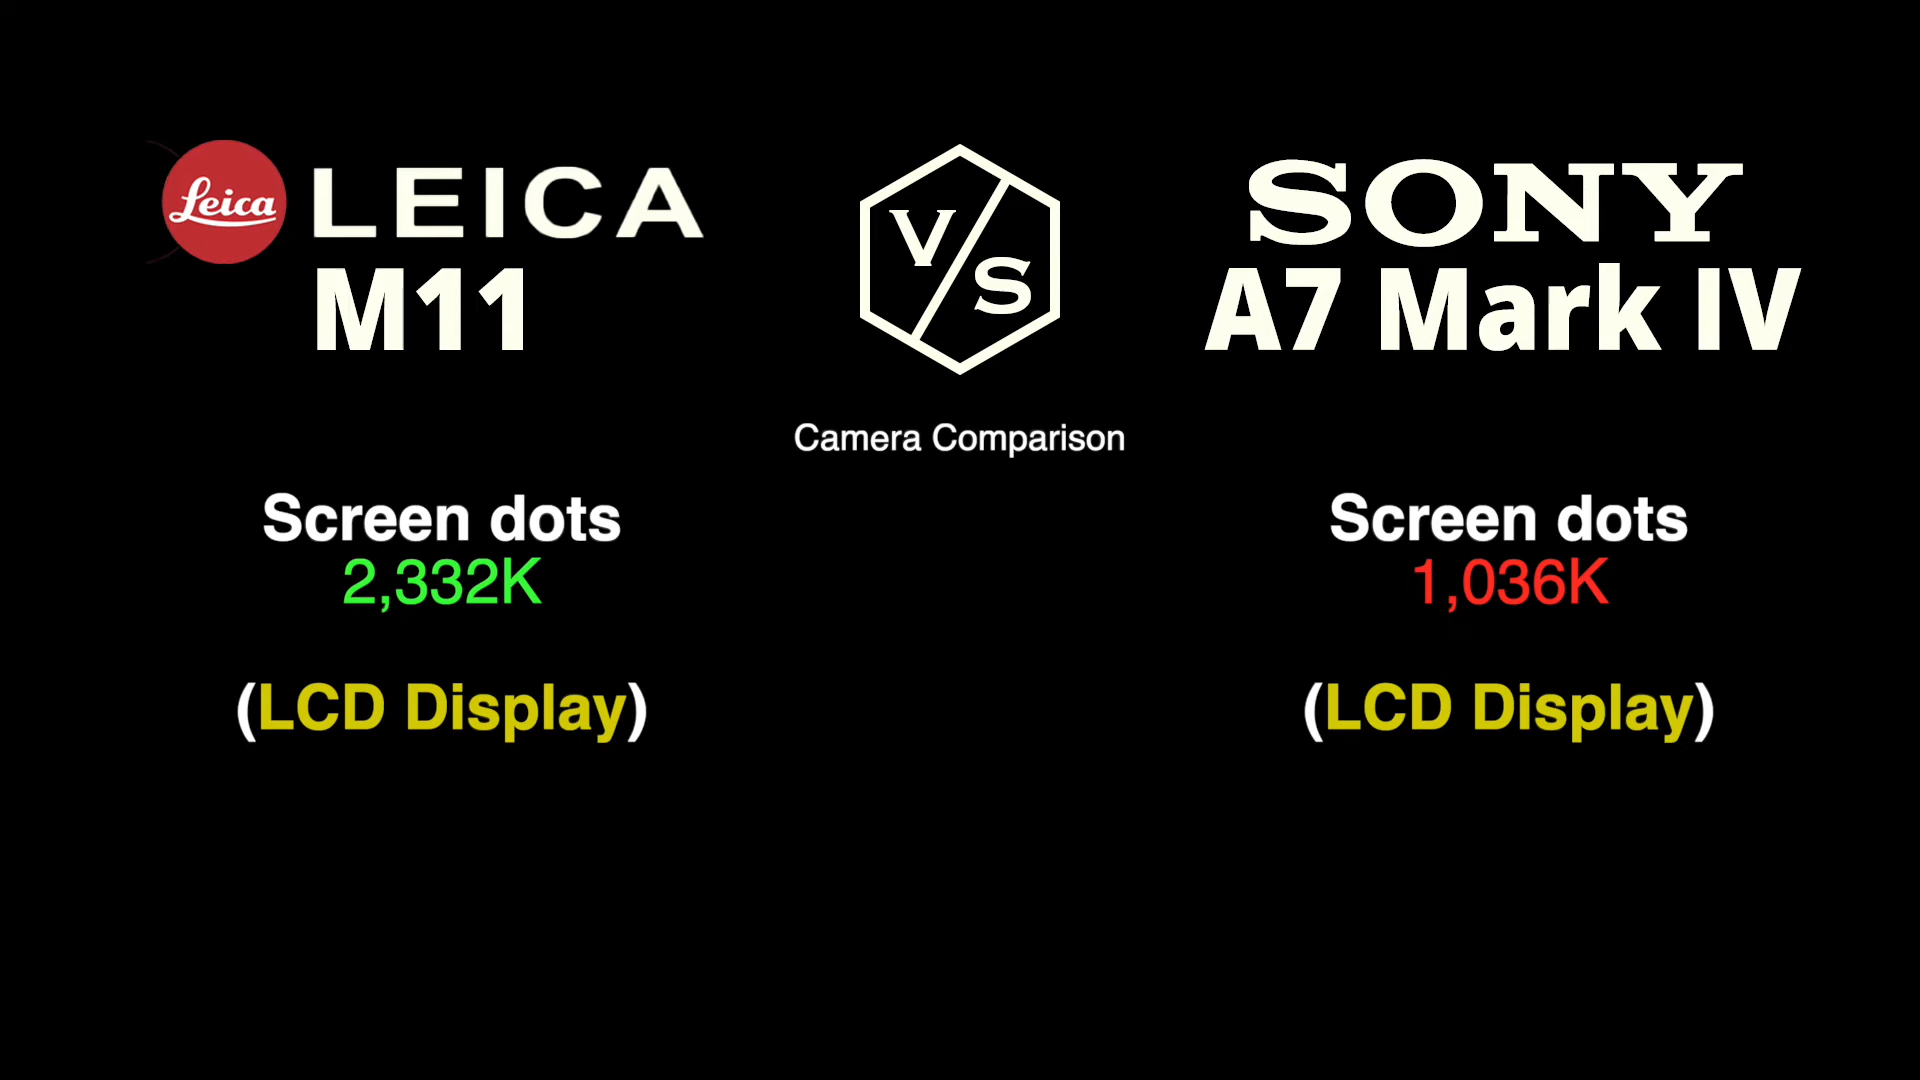 Leica LEICA
M11
VS
SONY
A7 Mark IV
Camera Comparison
Screen dots
2,332K
(LCD Display)
Screen dots
1,036K
(LCD Display)